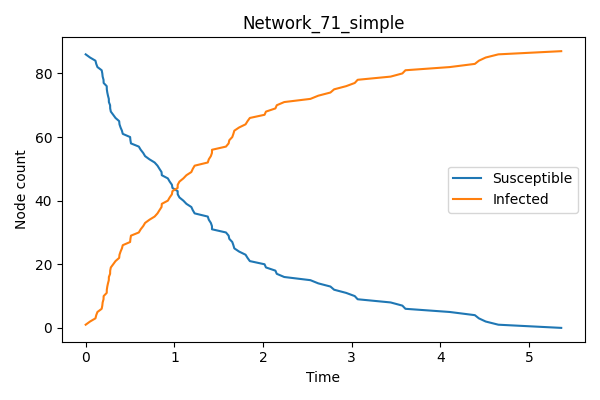 Network_71_simple
Node count
80
60
40
20
0
Susceptible
Infected
0 1 2 3 4 5
Time